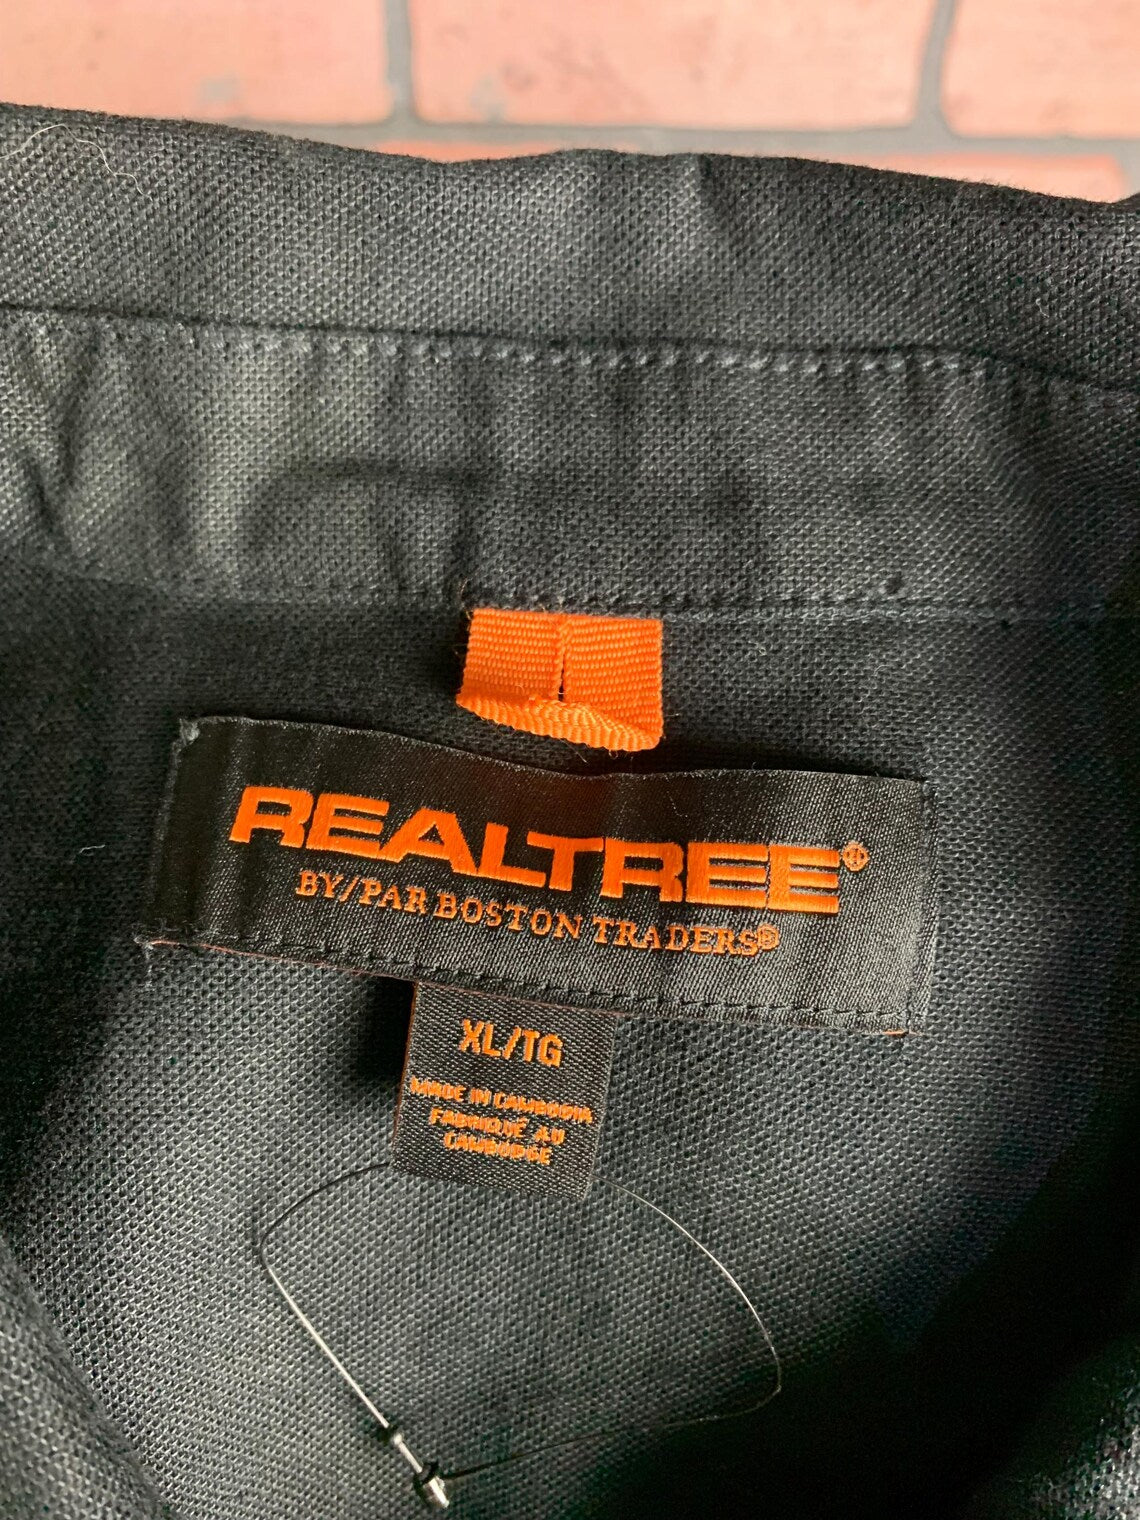 REALTREE®
BY/PAR BOSTON TRADERS®
XL/TG
MADE IN CAMBODIA
FABRIQUÉ AU
CAMBODGE